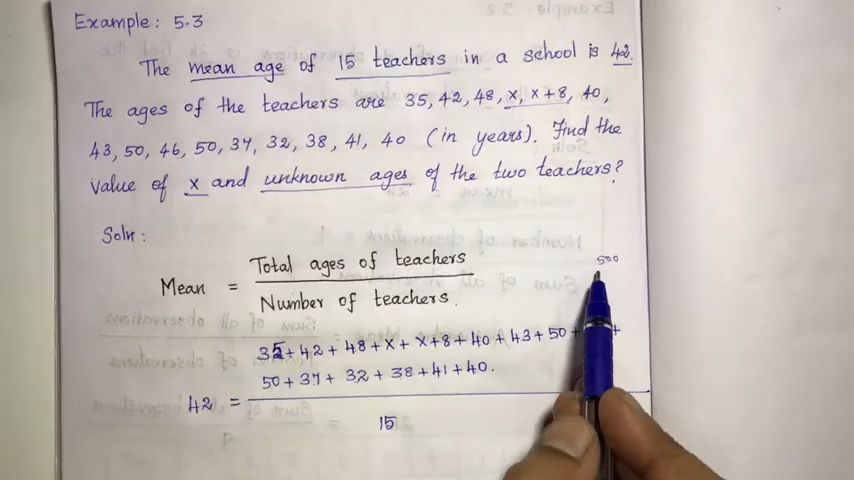 Example: 5.3
The mean age of 15 teachers in a school is 42.
The ages of the teachers are 35, 42, 48, x, x+8, 40,
43, 50, 46, 50, 37, 32, 38, 41, 40 (in years). Find the
value of x and unknown ages of the two teachers?
Soln:
Mean = Total ages of teachers / Number of teachers.
500
35+42+48+x+x+8+40+43+50+ +
50+37+32+38+41+40.
42 =
15